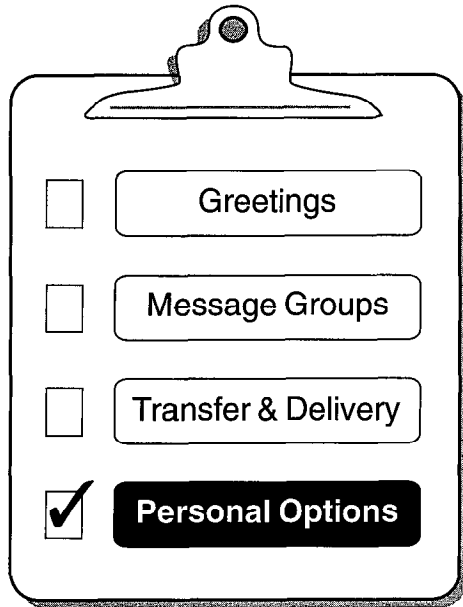 Greetings
Message Groups
Transfer & Delivery
Personal Options